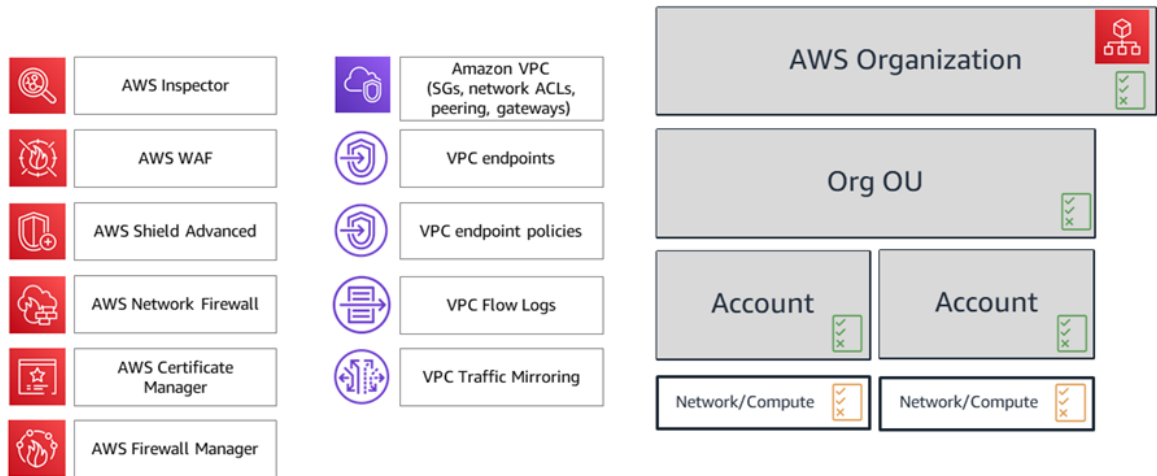 AWS Inspector
AWS WAF
AWS Shield Advanced
AWS Network Firewall
AWS Certificate
Manager
AWS Firewall Manager
Amazon VPC
(SGs, network ACLs,
peering, gateways)
VPC endpoints
VPC endpoint policies
VPC Flow Logs
VPC Traffic Mirroring
AWS Organization
Org OU
Account
Account
Network/Compute
Network/Compute